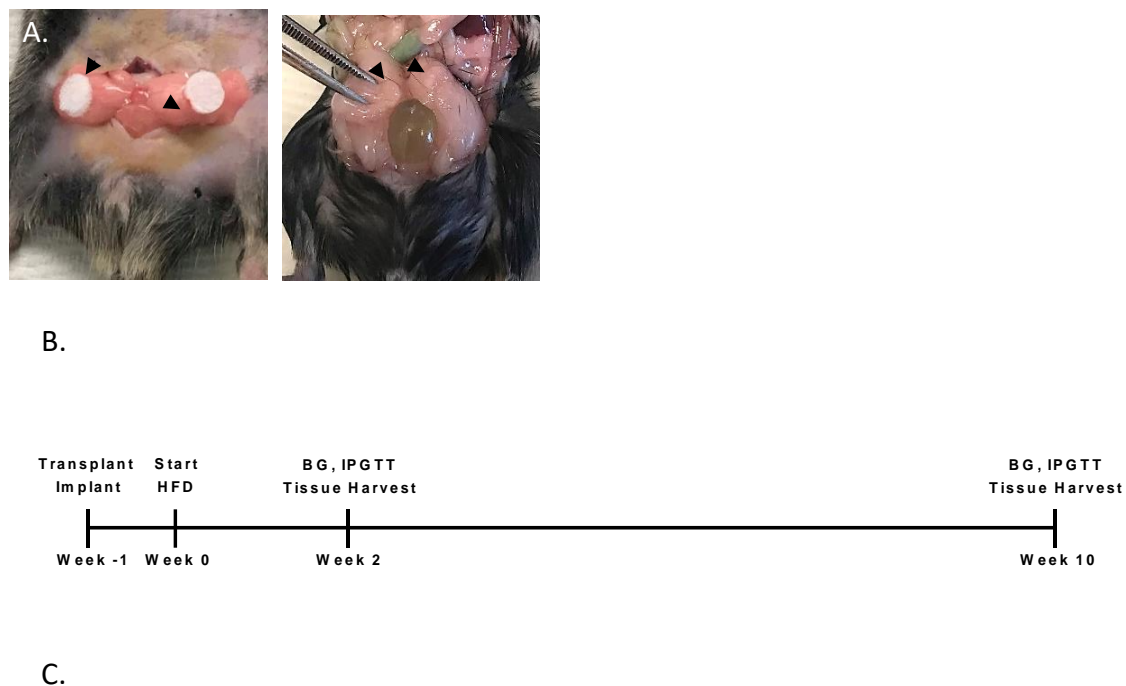 A.
B.
Transplant Start BG, IPGTT BG, IPGTT
Implant HFD Tissue Harvest Tissue Harvest
Week -1 Week 0 Week 2 Week 10
C.